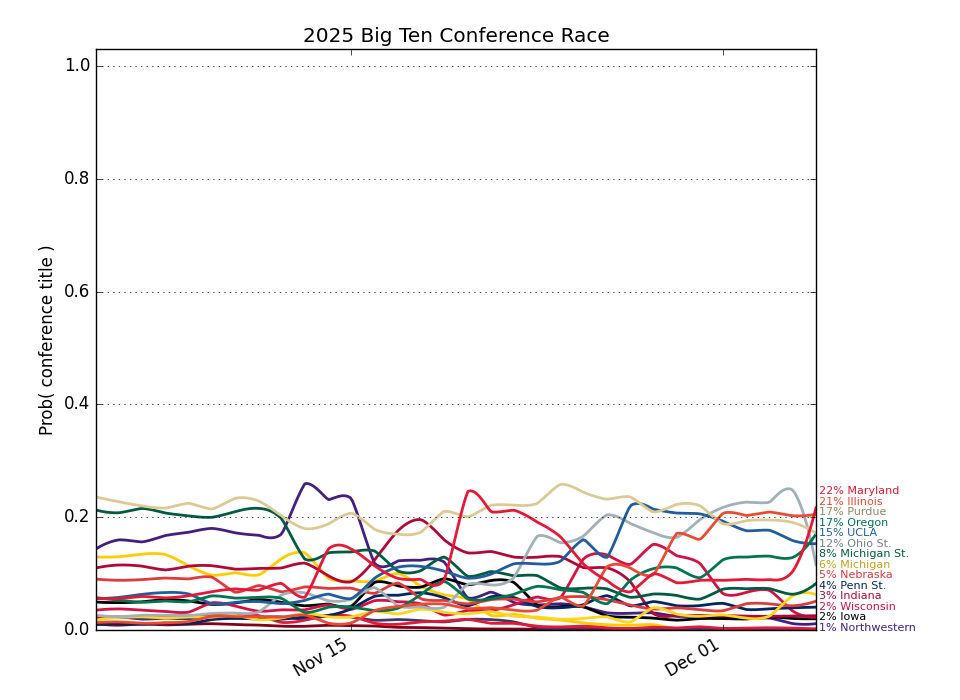 2025 Big Ten Conference Race
Prob( conference title )
1.0
0.8
0.6
0.4
0.2
0.0
Nov 15
Dec 01
22% Maryland
21% Illinois
17% Purdue
17% Oregon
15% UCLA
12% Ohio St.
8% Michigan St.
6% Michigan
5% Nebraska
4% Penn St.
3% Indiana
2% Wisconsin
2% Iowa
1% Northwestern